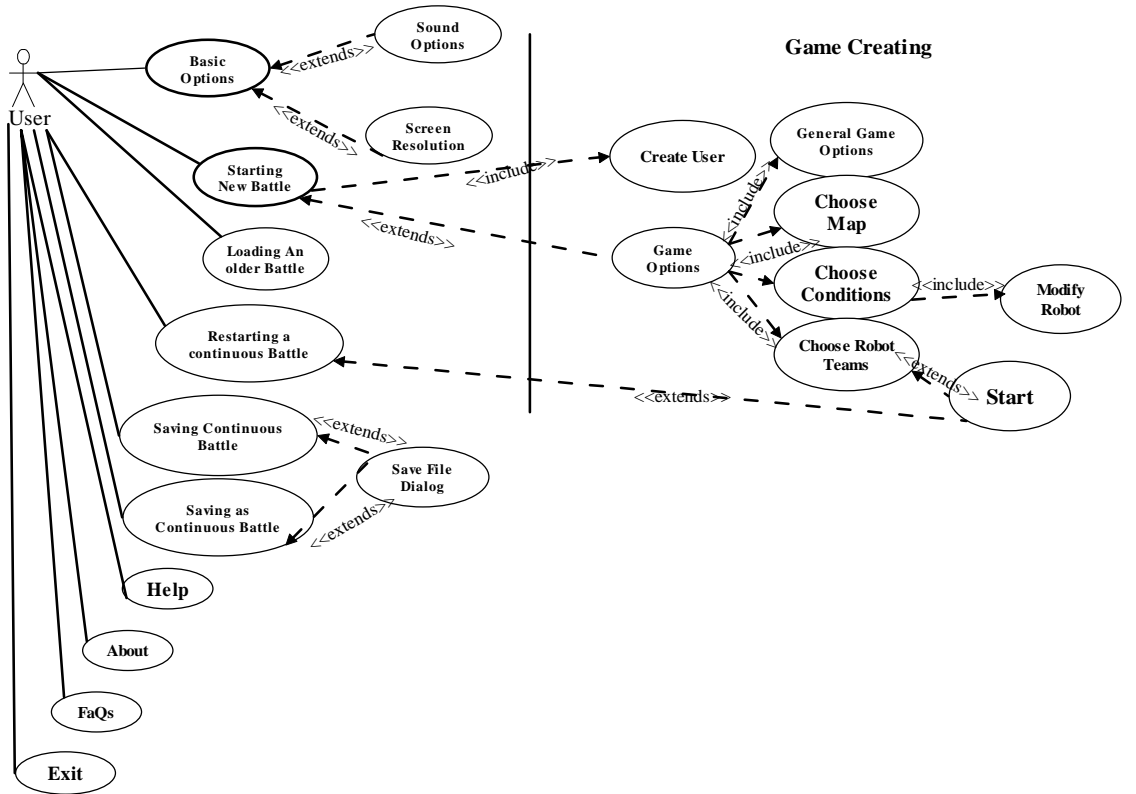 Game Creating
User
Basic
Options
Sound
Options
<<extends>>
Screen
Resolution
<<extends>>
Starting
New Battle
<<include>>
Create User
<<extends>>
Loading An
older Battle
Game
Options
<<include>>
General Game
Options
<<include>>
Choose
Map
Choose
Conditions
<<include>>
Modify
Robot
<<include>>
Choose Robot
Teams
<<extends>>
Start
Restarting a
continuous Battle
<<extends>>
Saving Continuous
Battle
<<extends>>
Save File
Dialog
Saving as
Continuous Battle
<<extends>>
Help
About
FaQs
Exit